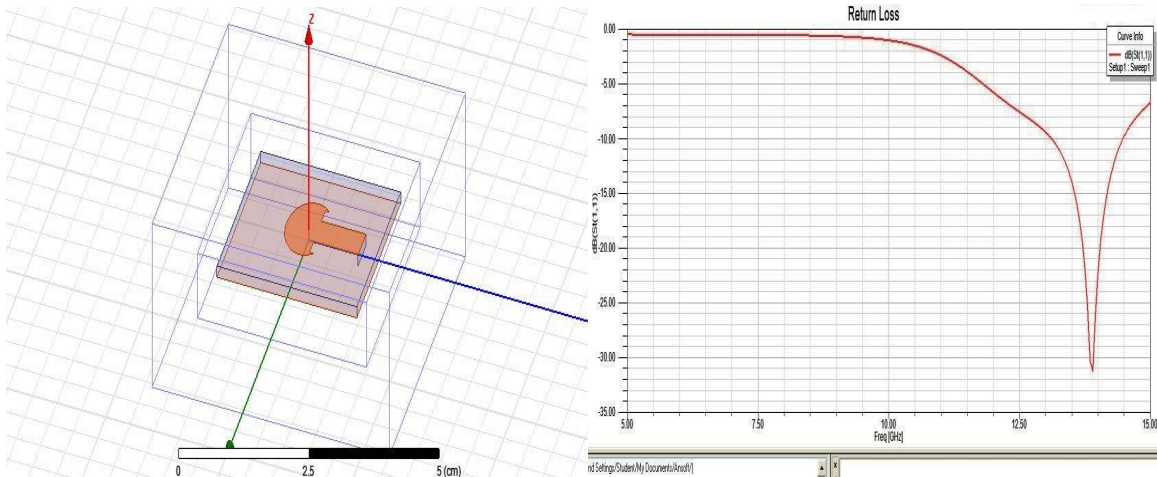 Z
0
2.5
5 (cm)
Return Loss
Curve Info
dB(St(1,1))
Setup1 : Sweep1
dB(St(1,1))
0.00
-5.00
-10.00
-15.00
-20.00
-25.00
-30.00
-35.00
5.00
7.50
10.00
12.50
15.00
Freq [GHz]
nd Settings/Student/My Documents/Ansoft/)
x